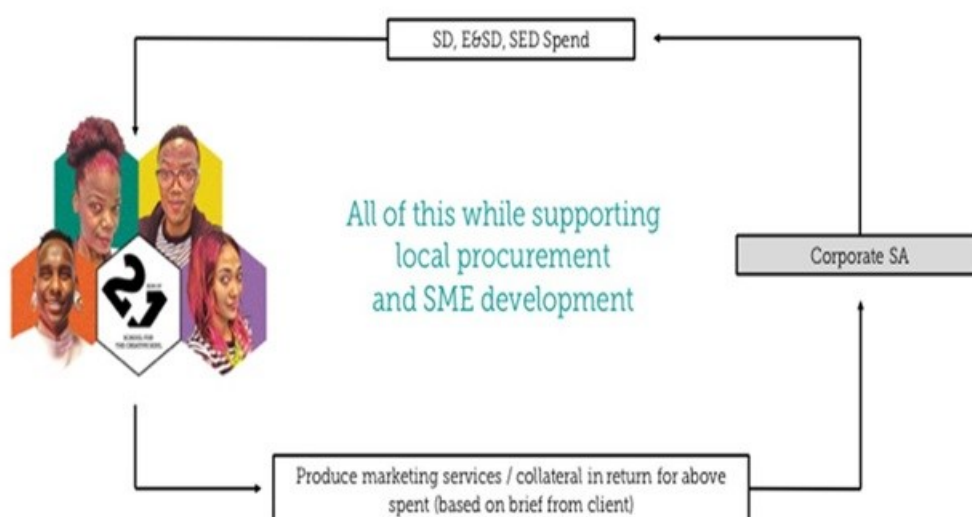 SD, E&SD, SED Spend
All of this while supporting
local procurement
and SME development
Corporate SA
SCHOOL FOR
THE CREATIVE SOUL
Produce marketing services / collateral in return for above
spent (based on brief from client)